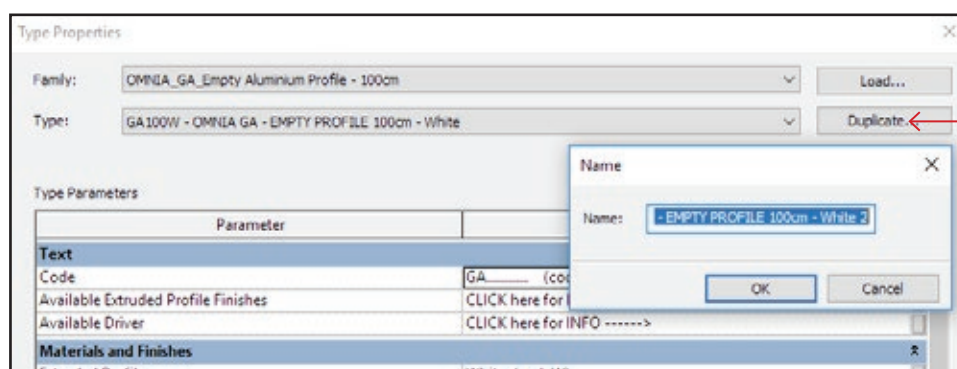 Type Properties
Family: OMNIA_GA_Empty Aluminium Profile - 100cm Load...
Type: GA100W - OMNIA GA - EMPTY PROFILE 100cm - White Duplicate.
Name
Type Parameters
Name: - EMPTY PROFILE 100cm - White 2
Parameter
Text
Code GA______ (cod
Available Extruded Profile Finishes CLICK here for I
OK Cancel
Available Driver CLICK here for INFO ------>
Materials and Finishes